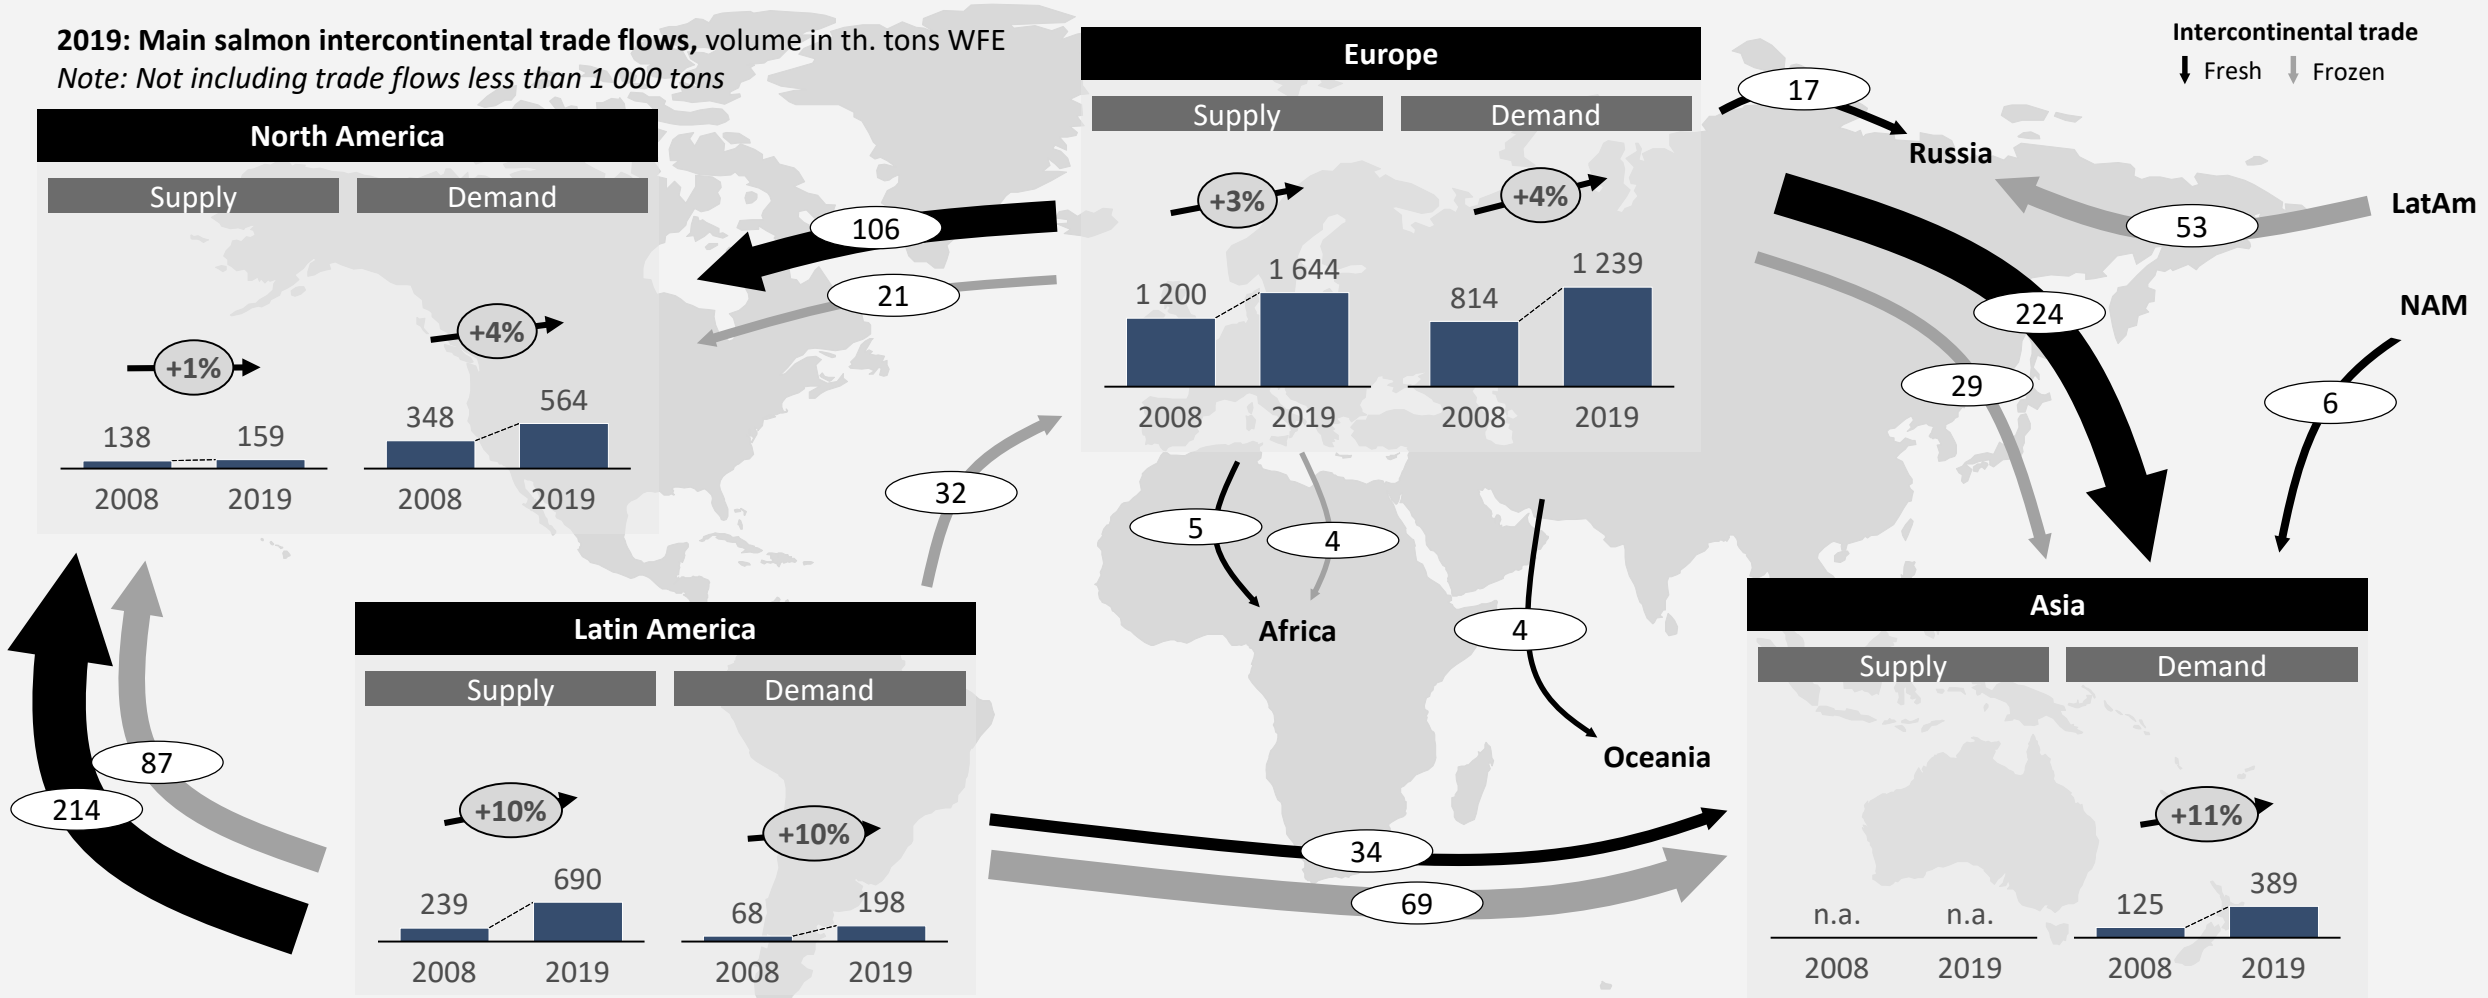 2019: Main salmon intercontinental trade flows, volume in th. tons WFE
Note: Not including trade flows less than 1 000 tons
Intercontinental trade
Fresh Frozen
North America
Supply Demand
+1% +4%
138 159 348 564
2008 2019 2008 2019
Europe
Supply Demand
+3% +4%
1 200 1 644 814 1 239
2008 2019 2008 2019
17
Russia
LatAm
53
NAM
224
29
6
106
21
32
5
4
Africa
4
Oceania
87
214
Latin America
Supply Demand
+10% +10%
239 690 68 198
2008 2019 2008 2019
34
69
Asia
Supply Demand
+11%
n.a. n.a. 125 389
2008 2019 2008 2019